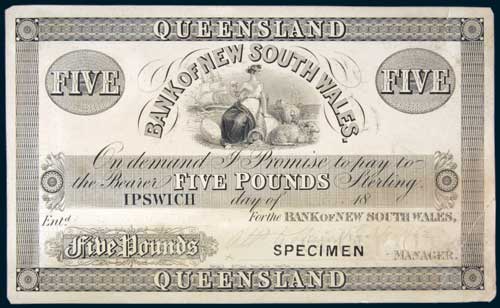 QUEENSLAND
FIVE BANK OF NEW SOUTH WALES. FIVE
On demand I Promise to pay to
the Bearer FIVE POUNDS Sterling.
IPSWICH day of 18
Entd. For the BANK OF NEW SOUTH WALES,
Five Pounds SPECIMEN MANAGER.
QUEENSLAND